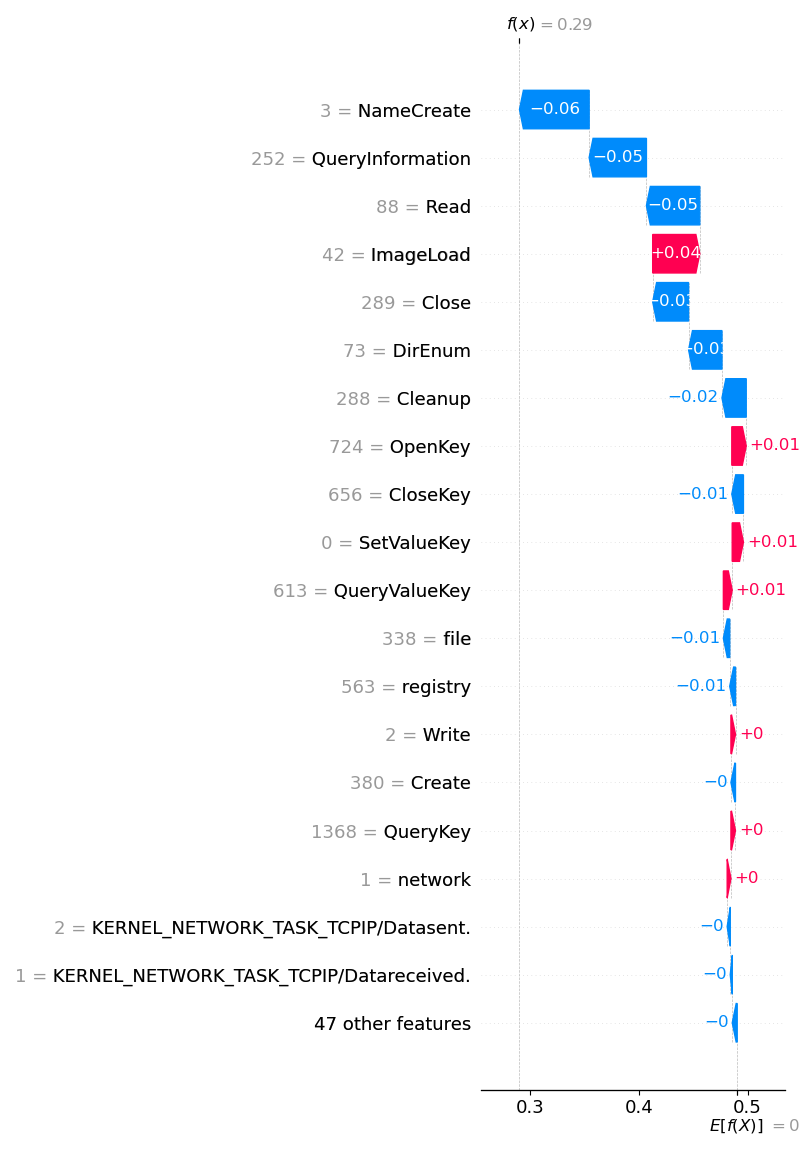 f(x) = 0.29
3 = NameCreate −0.06
252 = QueryInformation −0.05
88 = Read −0.05
42 = ImageLoad +0.04
289 = Close −0.03
73 = DirEnum −0.03
288 = Cleanup −0.02
724 = OpenKey +0.01
656 = CloseKey −0.01
0 = SetValueKey +0.01
613 = QueryValueKey +0.01
338 = file −0.01
563 = registry −0.01
2 = Write +0
380 = Create −0
1368 = QueryKey +0
1 = network +0
2 = KERNEL_NETWORK_TASK_TCPIP/Datasent. −0
1 = KERNEL_NETWORK_TASK_TCPIP/Datareceived. −0
47 other features −0
0.3 0.4 0.5
E[f(X)] = 0